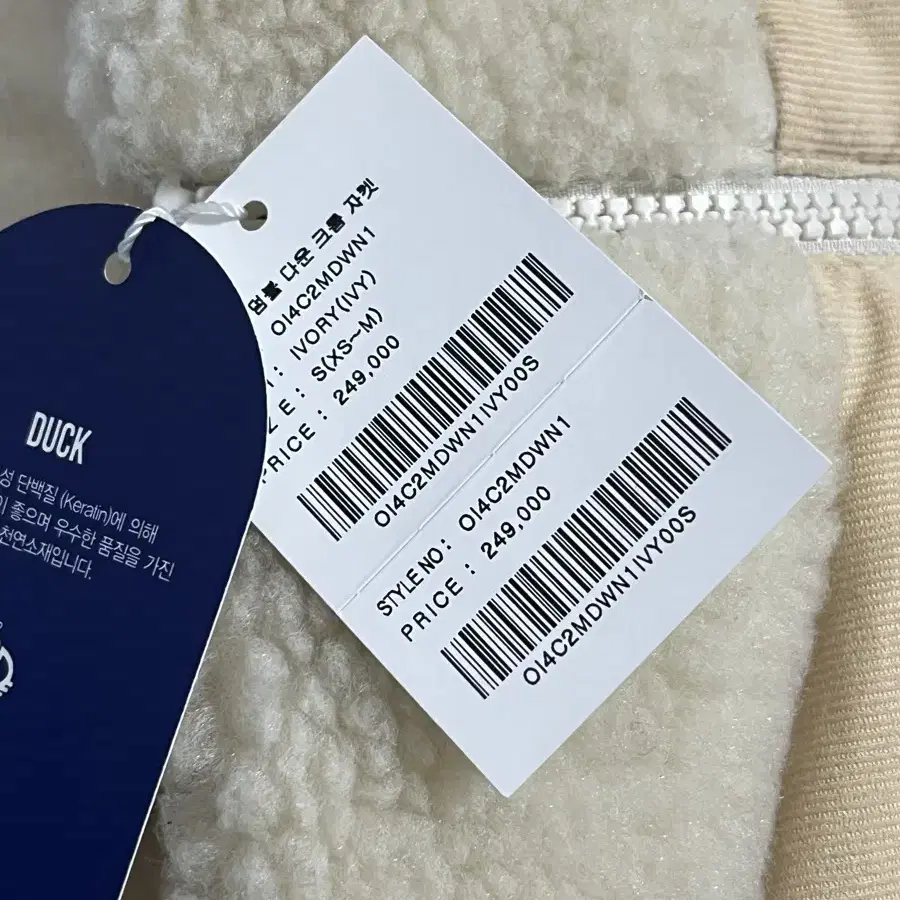 덤블 다운 크롭 자켓
OI4C2MDWN1
: IVORY(IVY)
ZE : S(XS~M)
PRICE : 249,000
OI4C2MDWN1IVY00S
STYLE NO : OI4C2MDWN1
PRICE : 249,000
OI4C2MDWN1IVY00S
DUCK
성 단백질 (Keratin)에 의해
이 좋으며 우수한 품질을 가진
천연소재입니다.